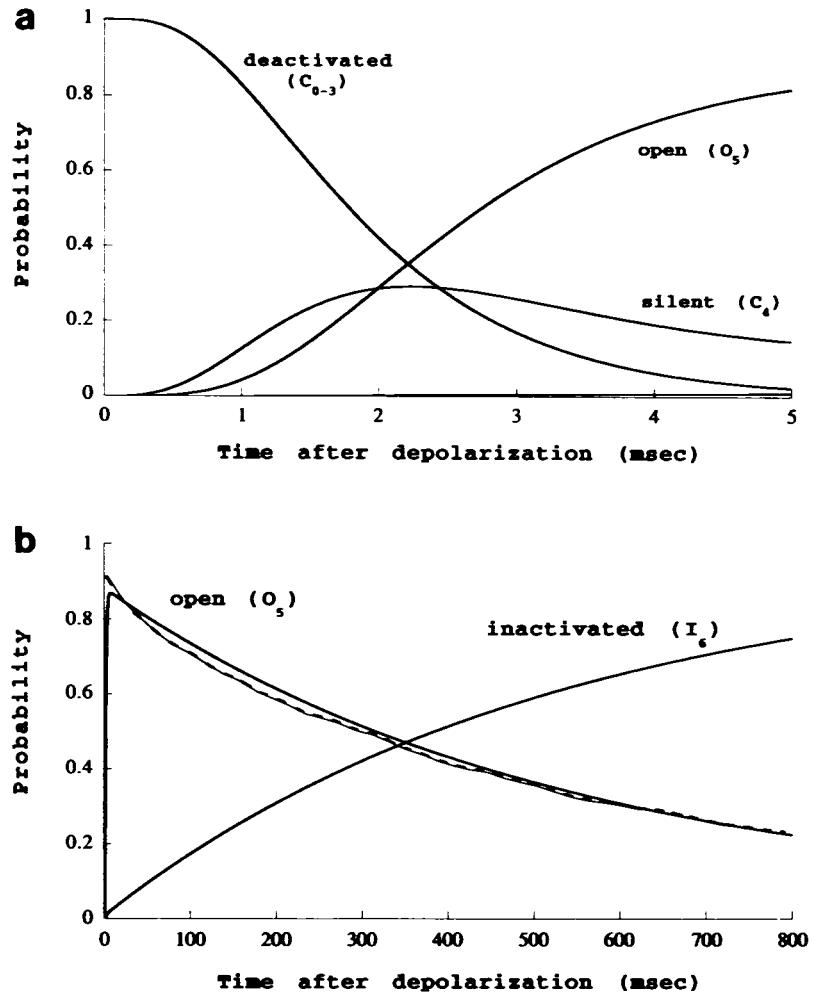 a
1
0.8
0.6
0.4
0.2
0
Probability
deactivated
(C0-3)
open (O5)
silent (C4)
0 1 2 3 4 5
Time after depolarization (msec)
b
1
0.8
0.6
0.4
0.2
0
Probability
open (O5)
inactivated (I6)
0 100 200 300 400 500 600 700 800
Time after depolarization (msec)